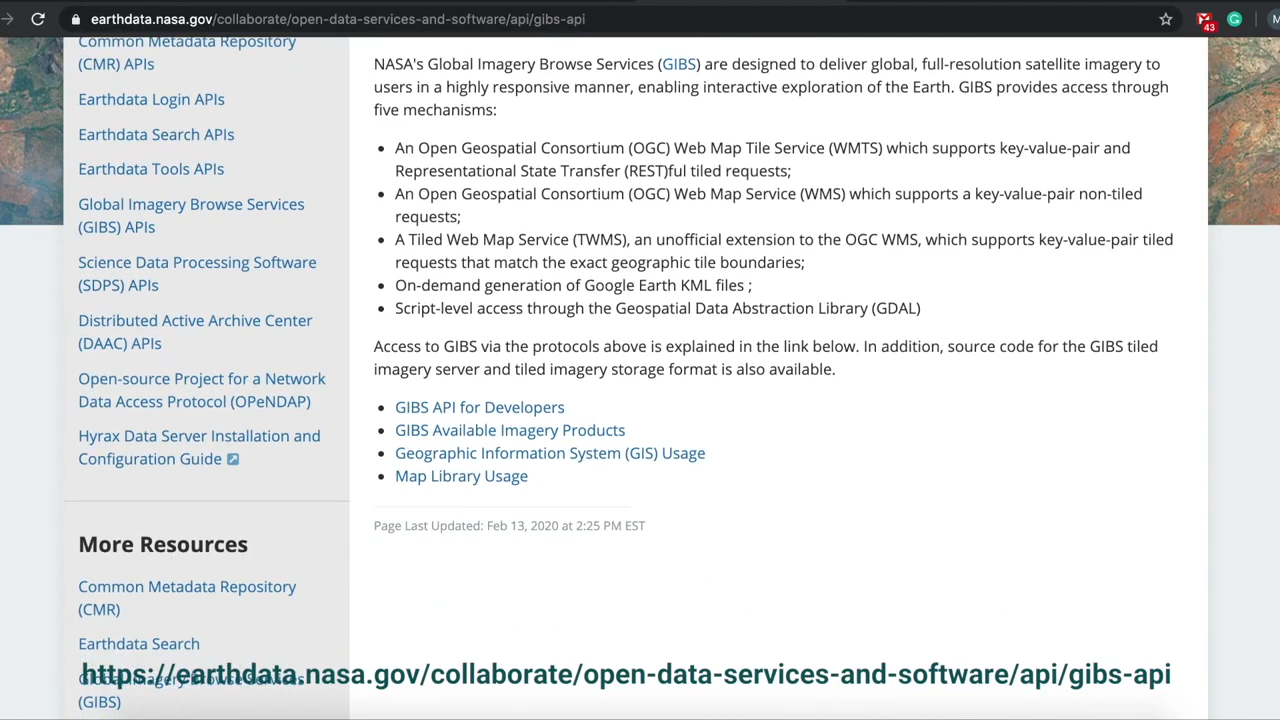 earthdata.nasa.gov/collaborate/open-data-services-and-software/api/gibs-api
43
M
Common Metadata Repository
(CMR) APIs
Earthdata Login APIs
Earthdata Search APIs
Earthdata Tools APIs
Global Imagery Browse Services
(GIBS) APIs
Science Data Processing Software
(SDPS) APIs
Distributed Active Archive Center
(DAAC) APIs
Open-source Project for a Network
Data Access Protocol (OPeNDAP)
Hyrax Data Server Installation and
Configuration Guide
More Resources
Common Metadata Repository
(CMR)
Earthdata Search
Global Imagery Browse Services
(GIBS)
NASA's Global Imagery Browse Services (GIBS) are designed to deliver global, full-resolution satellite imagery to
users in a highly responsive manner, enabling interactive exploration of the Earth. GIBS provides access through
five mechanisms:
• An Open Geospatial Consortium (OGC) Web Map Tile Service (WMTS) which supports key-value-pair and
Representational State Transfer (REST)ful tiled requests;
• An Open Geospatial Consortium (OGC) Web Map Service (WMS) which supports a key-value-pair non-tiled
requests;
• A Tiled Web Map Service (TWMS), an unofficial extension to the OGC WMS, which supports key-value-pair tiled
requests that match the exact geographic tile boundaries;
• On-demand generation of Google Earth KML files ;
• Script-level access through the Geospatial Data Abstraction Library (GDAL)
Access to GIBS via the protocols above is explained in the link below. In addition, source code for the GIBS tiled
imagery server and tiled imagery storage format is also available.
• GIBS API for Developers
• GIBS Available Imagery Products
• Geographic Information System (GIS) Usage
• Map Library Usage
Page Last Updated: Feb 13, 2020 at 2:25 PM EST
https://earthdata.nasa.gov/collaborate/open-data-services-and-software/api/gibs-api